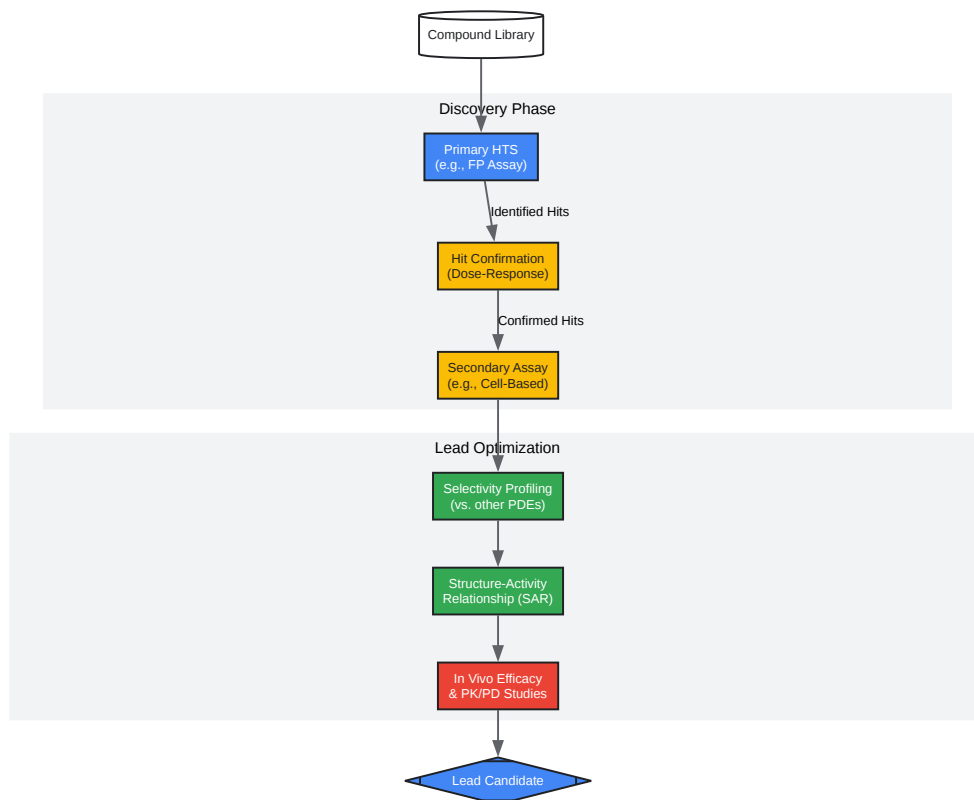 Compound Library
Discovery Phase
Primary HTS
(e.g., FP Assay)
Identified Hits
Hit Confirmation
(Dose-Response)
Confirmed Hits
Secondary Assay
(e.g., Cell-Based)
Lead Optimization
Selectivity Profiling
(vs. other PDEs)
Structure-Activity
Relationship (SAR)
In Vivo Efficacy
& PK/PD Studies
Lead Candidate